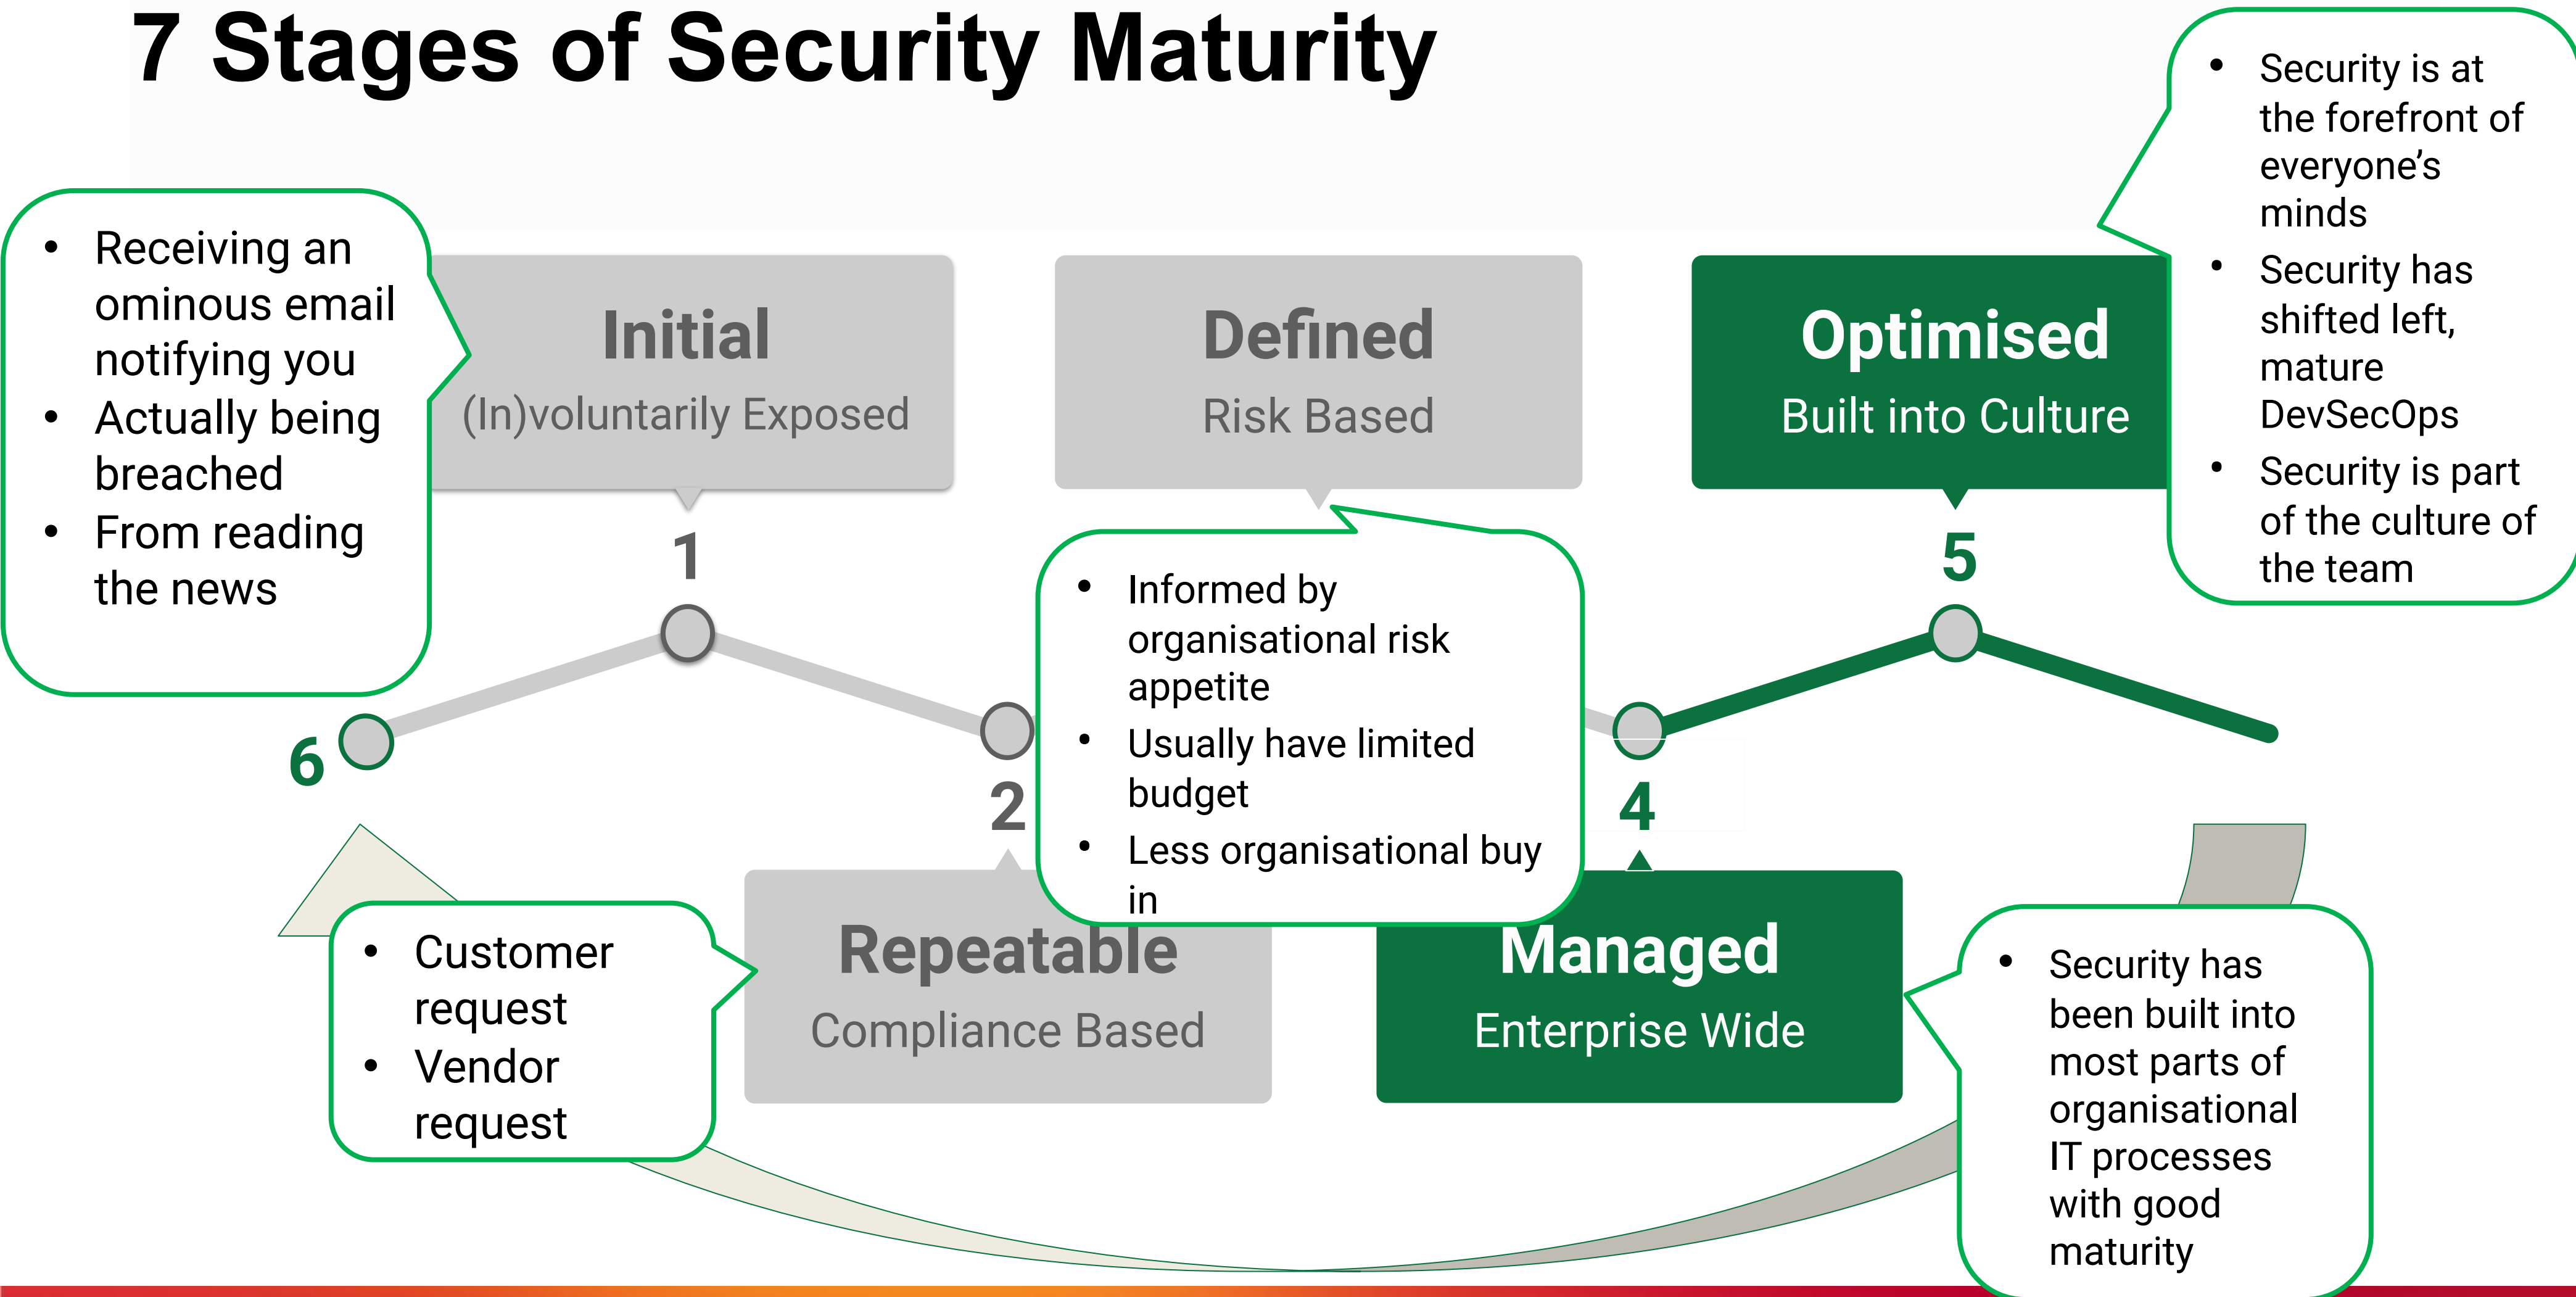 7 Stages of Security Maturity
• Receiving an
ominous email
notifying you
• Actually being
breached
• From reading
the news
Initial
(In)voluntarily Exposed
1
Defined
Risk Based
Optimised
Built into Culture
5
• Security is at
the forefront of
everyone’s
minds
• Security has
shifted left,
mature
DevSecOps
• Security is part
of the culture of
the team
• Informed by
organisational risk
appetite
• Usually have limited
budget
• Less organisational buy
in
6
2
4
• Customer
request
• Vendor
request
Repeatable
Compliance Based
Managed
Enterprise Wide
• Security has
been built into
most parts of
organisational
IT processes
with good
maturity